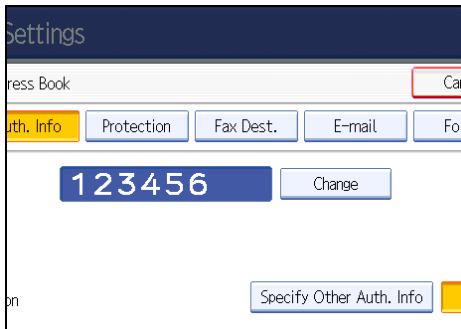 Settings
ress Book Ca
uth. Info Protection Fax Dest. E-mail Fo
123456 Change
on Specify Other Auth. Info